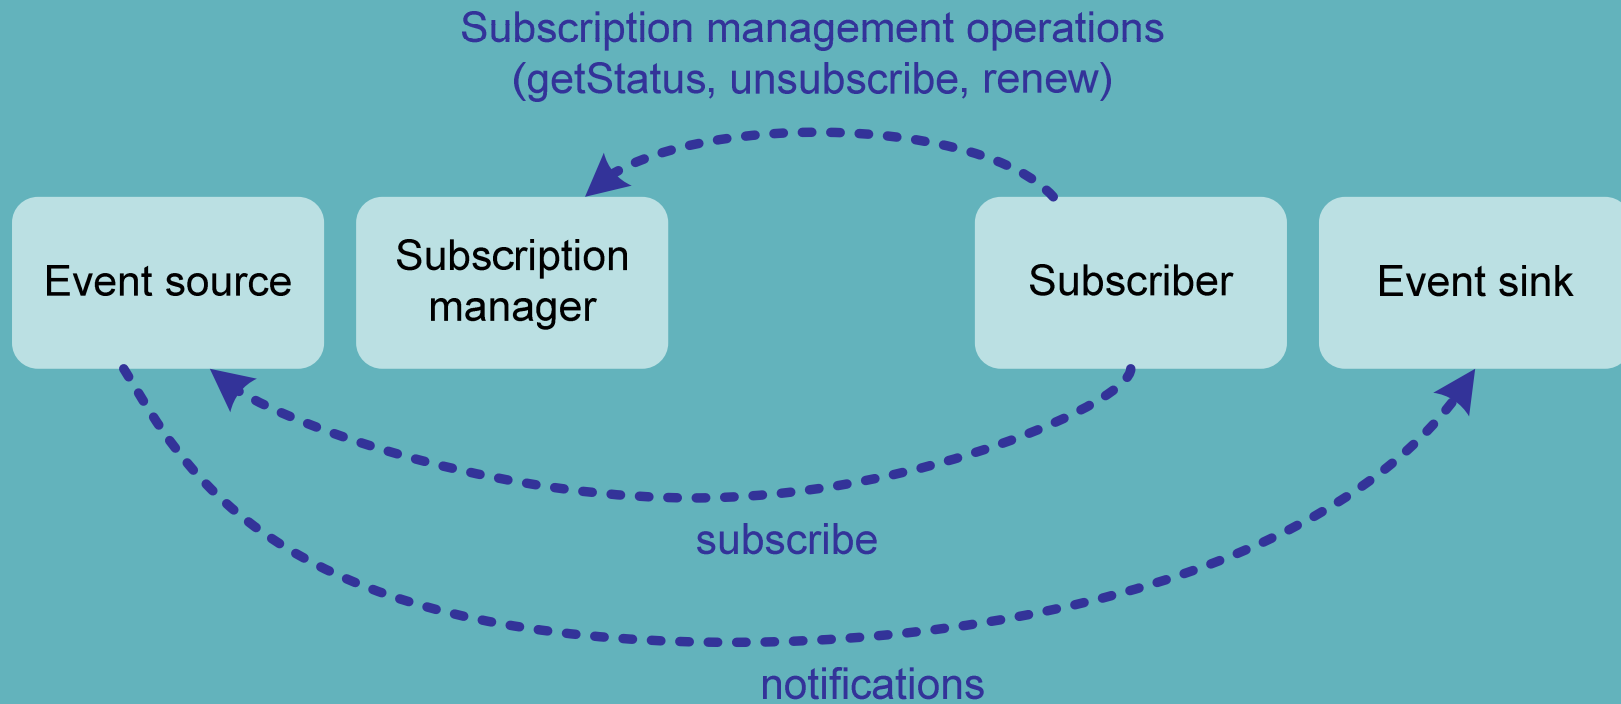 Subscription management operations
(getStatus, unsubscribe, renew)
Event source
Subscription
manager
Subscriber
Event sink
subscribe
notifications